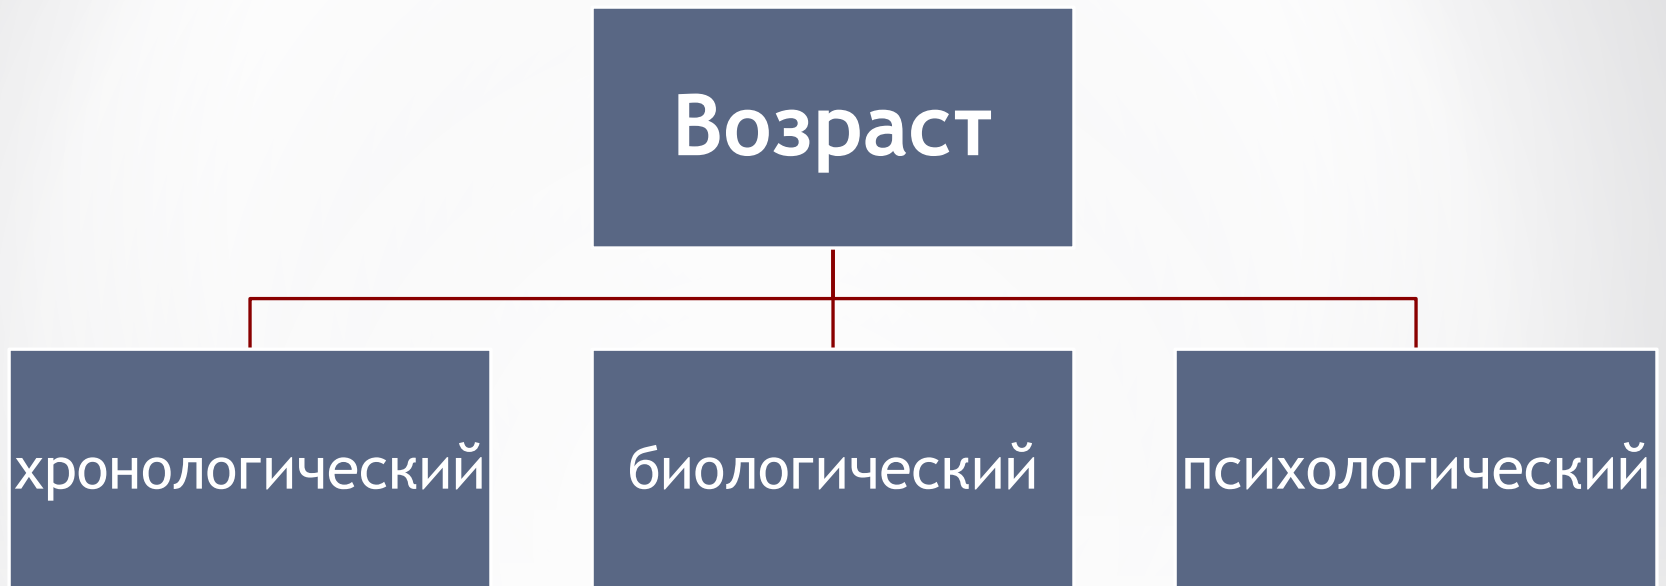 Возраст
хронологический
биологический
психологический